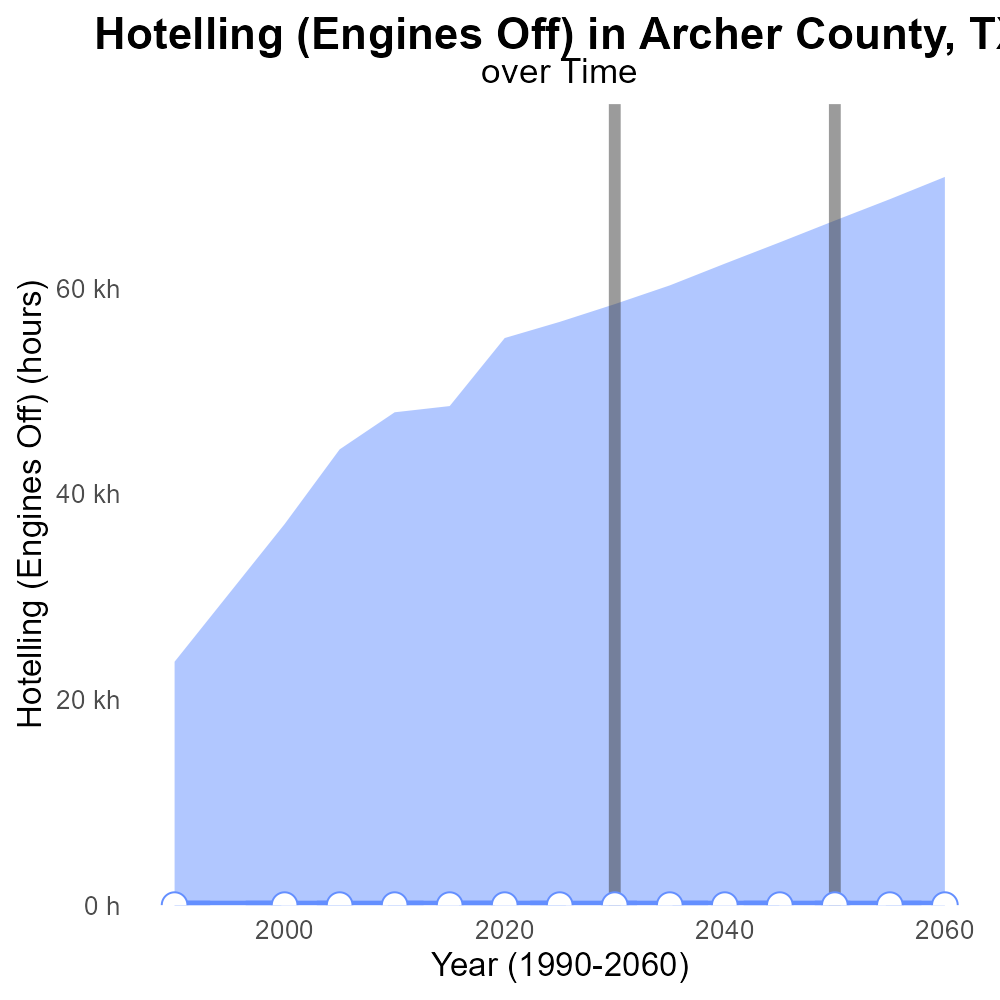 Hotelling (Engines Off) in Archer County, TX
over Time
Hotelling (Engines Off) (hours)
60 kh
40 kh
20 kh
0 h
2000
2020
2040
2060
Year (1990-2060)